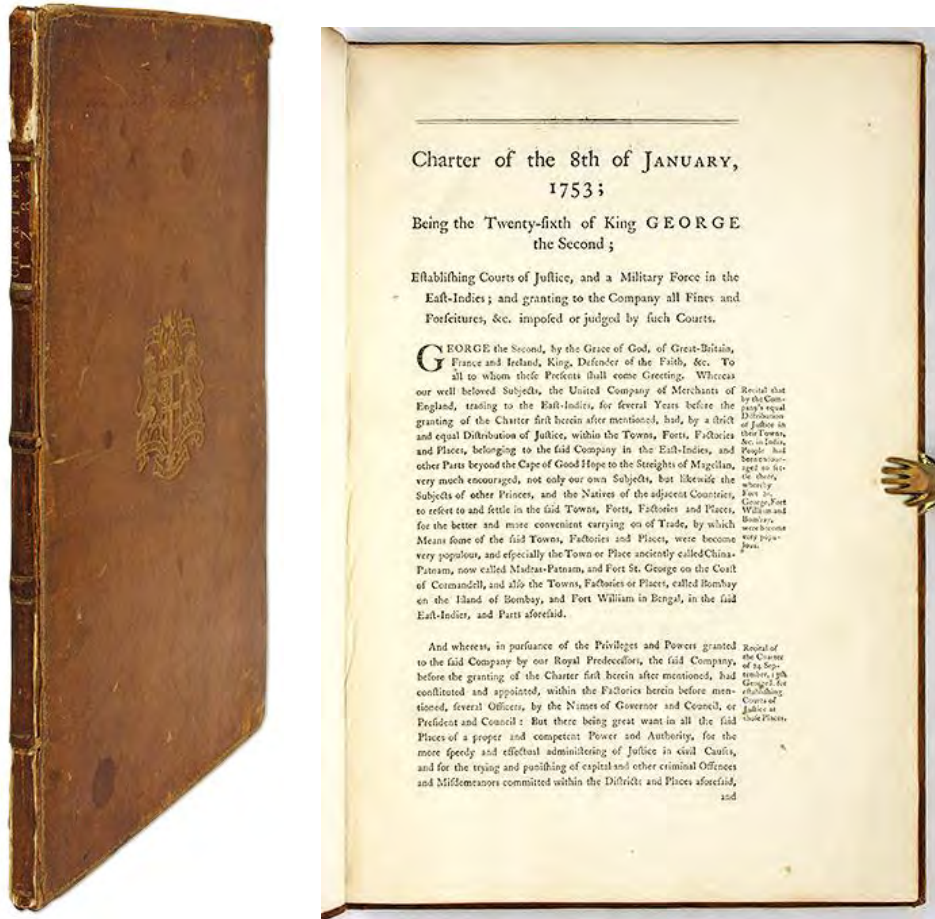 CHARTER.
Charter of the 8th of JANUARY,
1753;
Being the Twenty-ſixth of King GEORGE
the Second;
Eſtabliſhing Courts of Juſtice, and a Military Force in the
Eaſt-Indies; and granting to the Company all Fines and
Forfeitures, &c. impoſed or judged by ſuch Courts.
GEORGE the Second, by the Grace of God, of Great-Britain,
France and Ireland, King, Defender of the Faith, &c. To
all to whom theſe Preſents ſhall come Greeting. Whereas
our well beloved Subjects, the United Company of Merchants of
England, trading to the Eaſt-Indies, for ſeveral Years before the
granting of the Charter firſt herein after mentioned, had, by a ſtrict
and equal Diſtribution of Juſtice, within the Towns, Forts, Factories
and Places, belonging to the ſaid Company in the Eaſt-Indies, and
other Parts beyond the Cape of Good Hope to the Streights of Magellan,
very much encouraged, not only our own Subjects, but likewiſe the
Subjects of other Princes, and the Natives of the adjacent Countries,
to reſort to and ſettle in the ſaid Towns, Forts, Factories and Places,
for the better and more convenient carrying on of Trade, by which
Means ſome of the ſaid Towns, Factories and Places, were become
very populous, and eſpecially the Town or Place anciently called China-
Patnam, now called Madras-Patnam, and Fort St. George on the Coaſt
of Cormandell, and alſo the Towns, Factories or Places, called Bombay
on the Iſland of Bombay, and Fort William in Bengal, in the ſaid
Eaſt-Indies, and Parts aforeſaid.
Recital that
by the Com-
pany's equal
Diſtribution
of Juſtice in
their Towns,
&c. in India,
People had
been encour-
aged to ſet-
tle there,
whereby
Fort St.
George, Fort
William and
Bombay,
were become
very popu-
lous.
And whereas, in purſuance of the Privileges and Powers granted
to the ſaid Company by our Royal Predeceſſors, the ſaid Company,
before the granting of the Charter firſt herein after mentioned, had
conſtituted and appointed, within the Factories herein before men-
tioned, ſeveral Officers, by the Names of Governor and Council, or
Preſident and Council: But there being great want in all the ſaid
Places of a proper and competent Power and Authority, for the
more ſpeedy and effectual adminiſtering of Juſtice in civil Cauſes,
and for the trying and puniſhing of capital and other criminal Offences
and Miſdemeanors committed within the Diſtricts and Places aforeſaid,
and
Recital of
the Charter
of 24 Sep-
tember, 13th
George I. for
eſtabliſhing
Courts of
Juſtice at
thoſe Places.